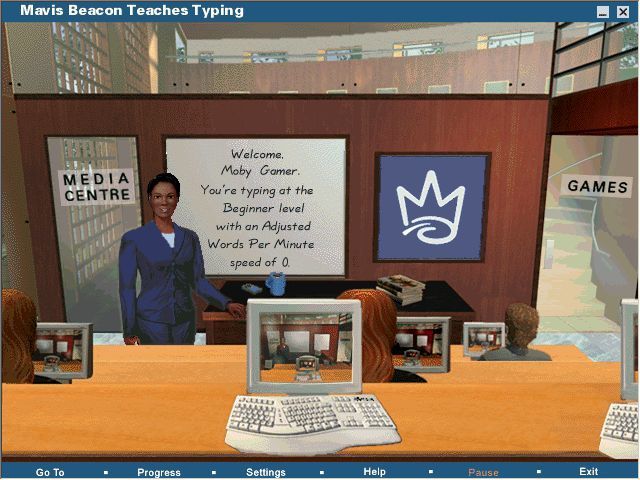 Mavis Beacon Teaches Typing
MEDIA
CENTRE
Welcome,
Moby Gamer.
You're typing at the
Beginner level
with an Adjusted
Words Per Minute
speed of 0.
GAMES
Go To
Progress
Settings
Help
Pause
Exit